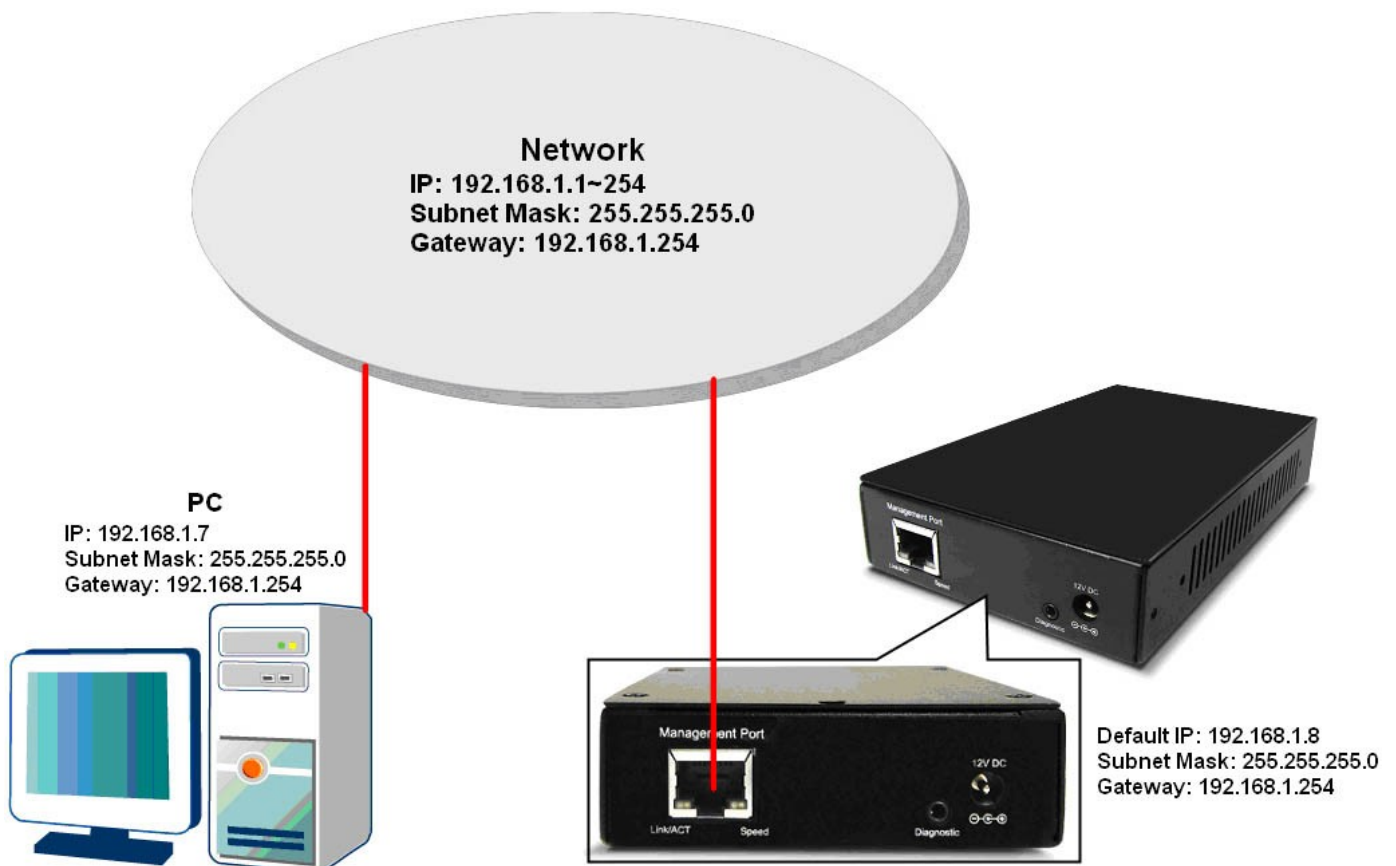 Network
IP: 192.168.1.1~254
Subnet Mask: 255.255.255.0
Gateway: 192.168.1.254
PC
IP: 192.168.1.7
Subnet Mask: 255.255.255.0
Gateway: 192.168.1.254
Management Port
Link/ACT
Speed
Diagnostic
12V DC
Management Port
Link/ACT
Speed
Diagnostic
12V DC
Default IP: 192.168.1.8
Subnet Mask: 255.255.255.0
Gateway: 192.168.1.254